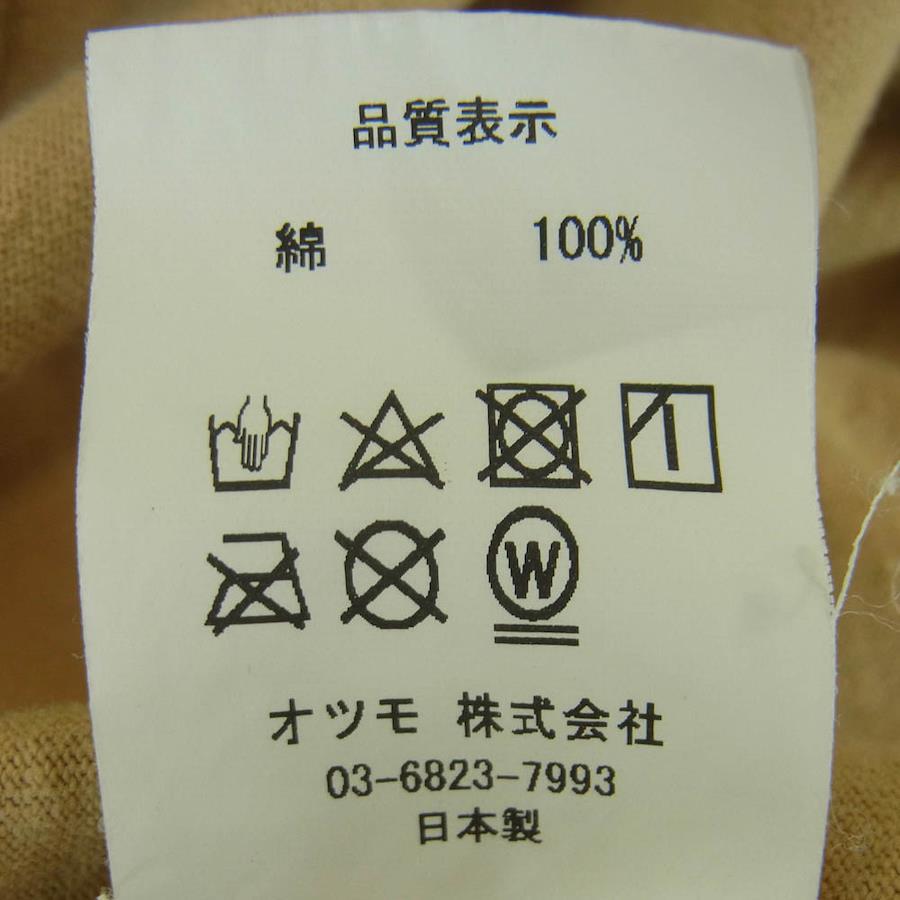 品質表示
綿 100%
W
オツモ 株式会社
03-6823-7993
日本製